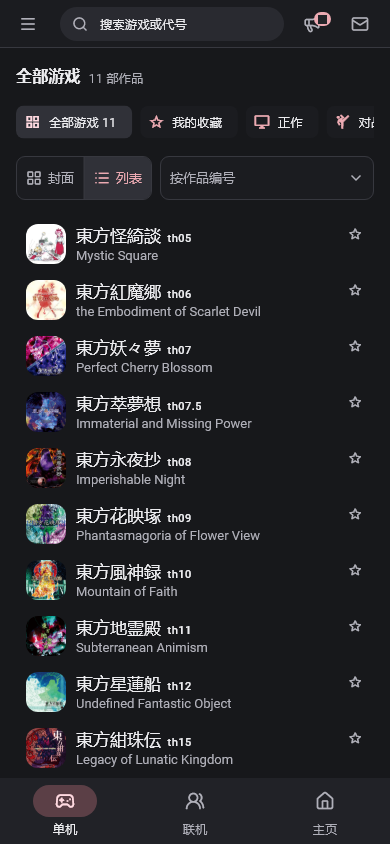 搜索游戏或代号
全部游戏 11 部作品
全部游戏 11 我的收藏 正作
封面 列表 按作品编号
東方怪綺談 th05
Mystic Square
東方紅魔郷 th06
the Embodiment of Scarlet Devil
東方妖々夢 th07
Perfect Cherry Blossom
東方萃夢想 th07.5
Immaterial and Missing Power
東方永夜抄 th08
Imperishable Night
東方花映塚 th09
Phantasmagoria of Flower View
東方風神録 th10
Mountain of Faith
東方地霊殿 th11
Subterranean Animism
東方星蓮船 th12
Undefined Fantastic Object
東方紺珠伝 th15
Legacy of Lunatic Kingdom
单机 联机 主页